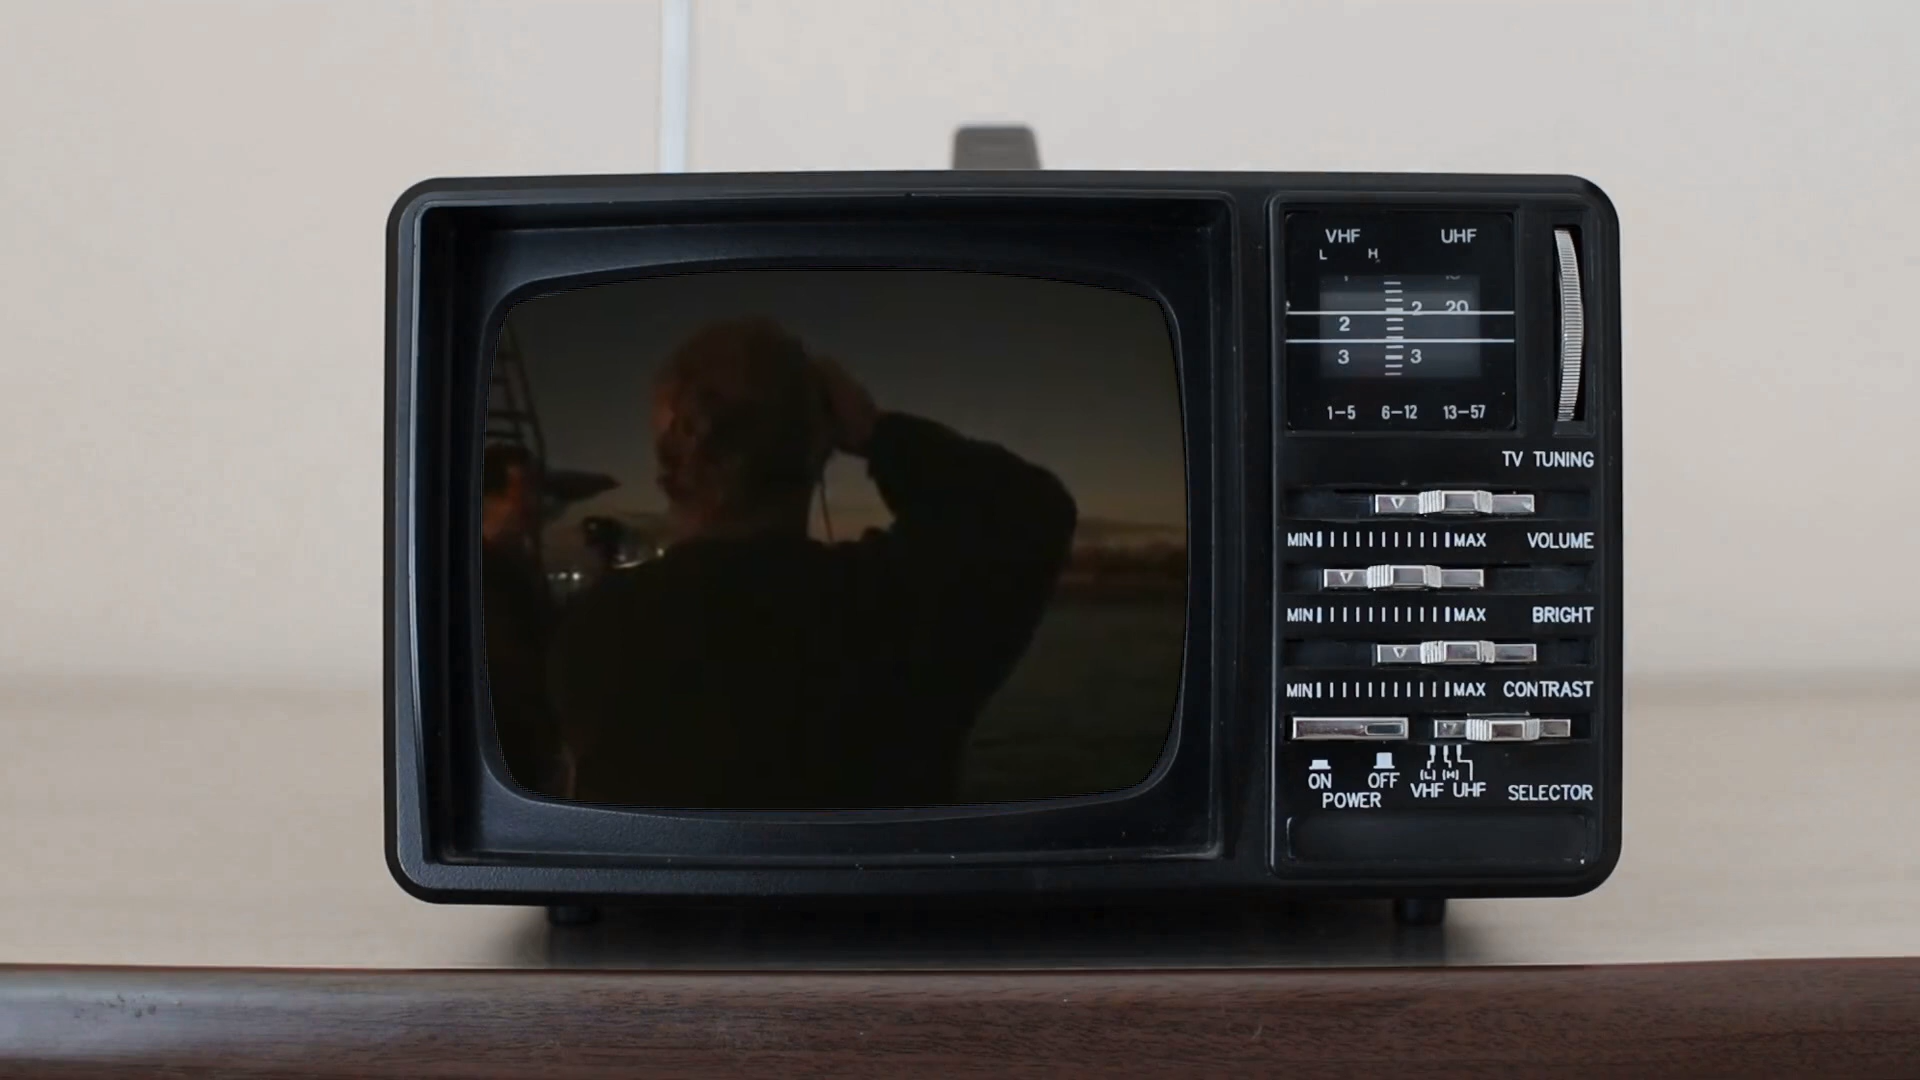 VHF UHF
L H
2 20
2
3 3
1-5 6-12 13-57
TV TUNING
MIN MAX VOLUME
MIN MAX BRIGHT
MIN MAX CONTRAST
ON OFF
POWER
(L) (H)
VHF UHF
SELECTOR